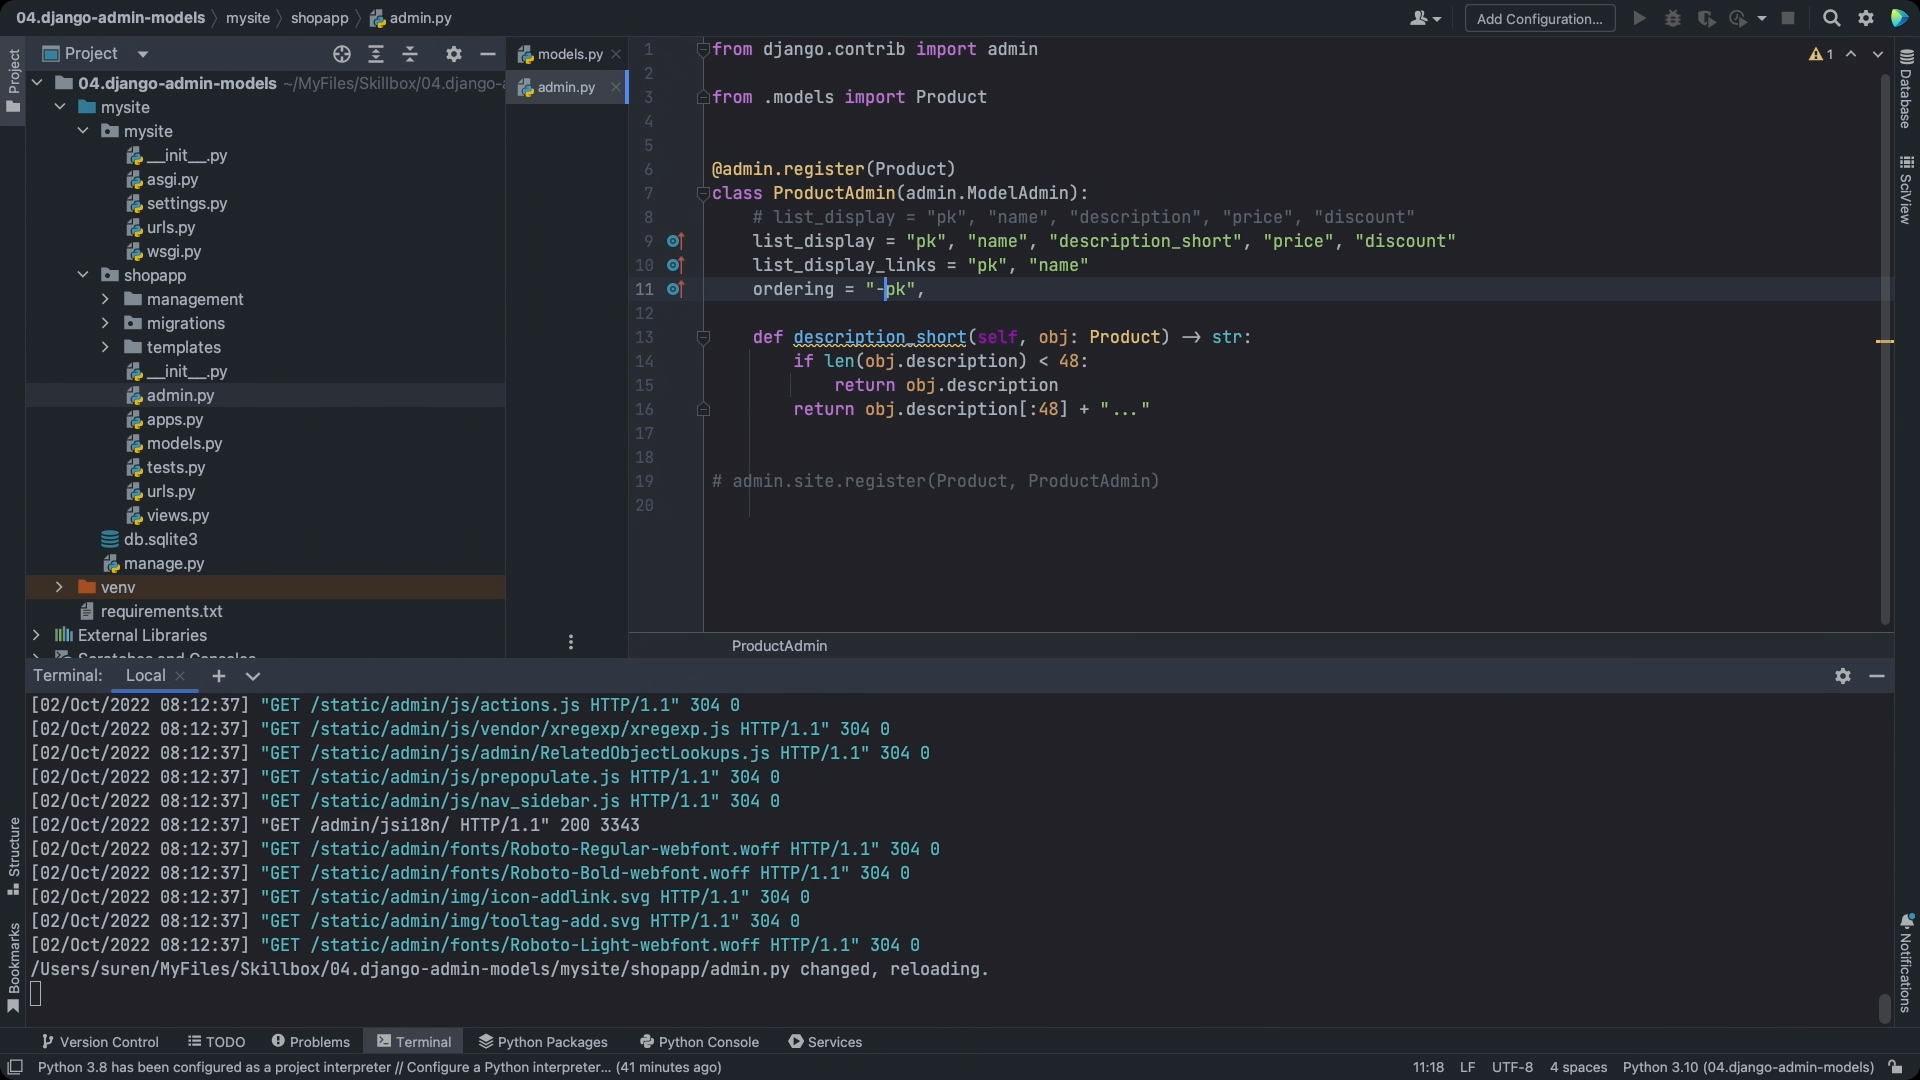 04.django-admin-models mysite shopapp admin.py
Add Configuration...
Project
Project
04.django-admin-models ~/MyFiles/Skillbox/04.django-a
mysite
mysite
__init__.py
asgi.py
settings.py
urls.py
wsgi.py
shopapp
management
migrations
templates
__init__.py
admin.py
apps.py
models.py
tests.py
urls.py
views.py
db.sqlite3
manage.py
venv
requirements.txt
External Libraries
Scratches and Consoles
models.py
admin.py
1 from django.contrib import admin
2
3 from .models import Product
4
5
6 @admin.register(Product)
7 class ProductAdmin(admin.ModelAdmin):
8 # list_display = "pk", "name", "description", "price", "discount"
9 list_display = "pk", "name", "description_short", "price", "discount"
10 list_display_links = "pk", "name"
11 ordering = "-pk",
12
13 def description_short(self, obj: Product) -> str:
14 if len(obj.description) < 48:
15 return obj.description
16 return obj.description[:48] + "..."
17
18
19 # admin.site.register(Product, ProductAdmin)
20
1
ProductAdmin
Database
SciView
Notifications
Structure
Bookmarks
Terminal: Local
[02/Oct/2022 08:12:37] "GET /static/admin/js/actions.js HTTP/1.1" 304 0
[02/Oct/2022 08:12:37] "GET /static/admin/js/vendor/xregexp/xregexp.js HTTP/1.1" 304 0
[02/Oct/2022 08:12:37] "GET /static/admin/js/admin/RelatedObjectLookups.js HTTP/1.1" 304 0
[02/Oct/2022 08:12:37] "GET /static/admin/js/prepopulate.js HTTP/1.1" 304 0
[02/Oct/2022 08:12:37] "GET /static/admin/js/nav_sidebar.js HTTP/1.1" 304 0
[02/Oct/2022 08:12:37] "GET /admin/jsi18n/ HTTP/1.1" 200 3343
[02/Oct/2022 08:12:37] "GET /static/admin/fonts/Roboto-Regular-webfont.woff HTTP/1.1" 304 0
[02/Oct/2022 08:12:37] "GET /static/admin/fonts/Roboto-Bold-webfont.woff HTTP/1.1" 304 0
[02/Oct/2022 08:12:37] "GET /static/admin/img/icon-addlink.svg HTTP/1.1" 304 0
[02/Oct/2022 08:12:37] "GET /static/admin/img/tooltag-add.svg HTTP/1.1" 304 0
[02/Oct/2022 08:12:37] "GET /static/admin/fonts/Roboto-Light-webfont.woff HTTP/1.1" 304 0
/Users/suren/MyFiles/Skillbox/04.django-admin-models/mysite/shopapp/admin.py changed, reloading.
Version Control TODO Problems Terminal Python Packages Python Console Services
Python 3.8 has been configured as a project interpreter // Configure a Python interpreter... (41 minutes ago) 11:18 LF UTF-8 4 spaces Python 3.10 (04.django-admin-models)